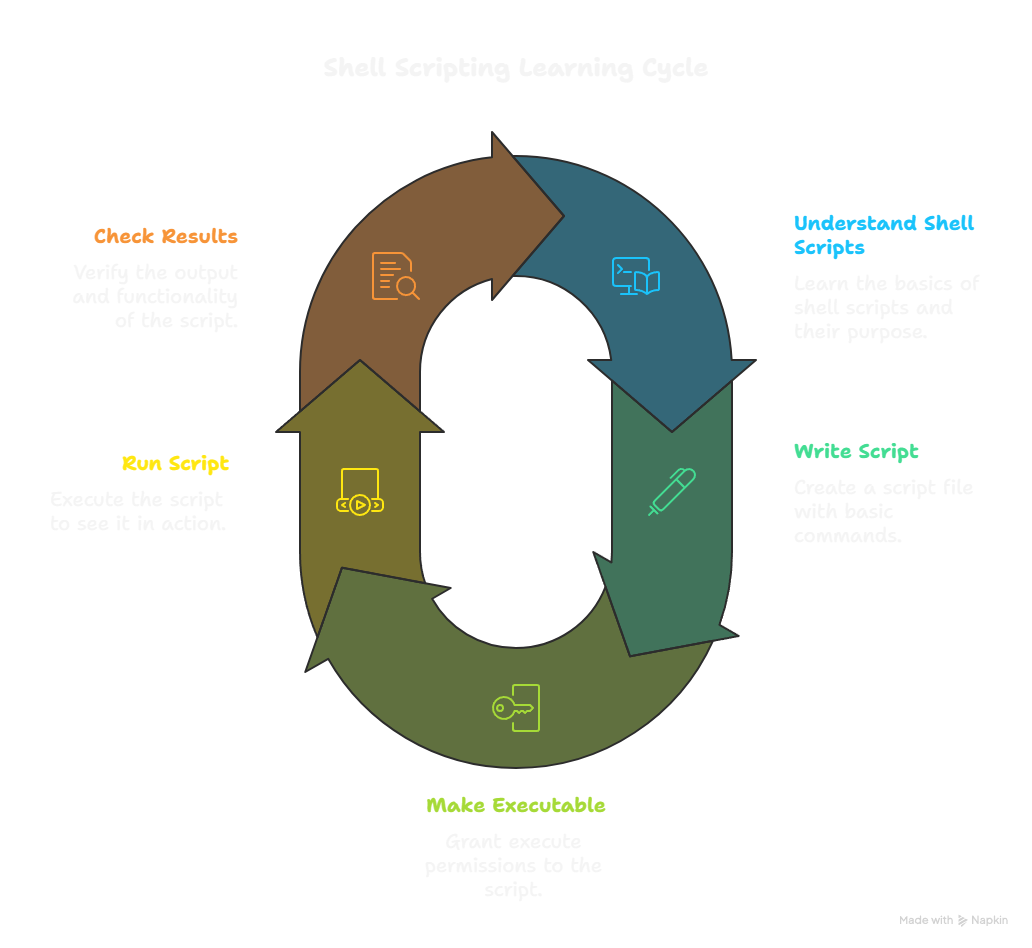 Shell Scripting Learning Cycle
Check Results
Verify the output
and functionality
of the script.
Understand Shell
Scripts
Learn the basics of
shell scripts and
their purpose.
Run Script
Execute the script
to see it in action.
Write Script
Create a script file
with basic
commands.
Make Executable
Grant execute
permissions to the
script.
Made with Napkin